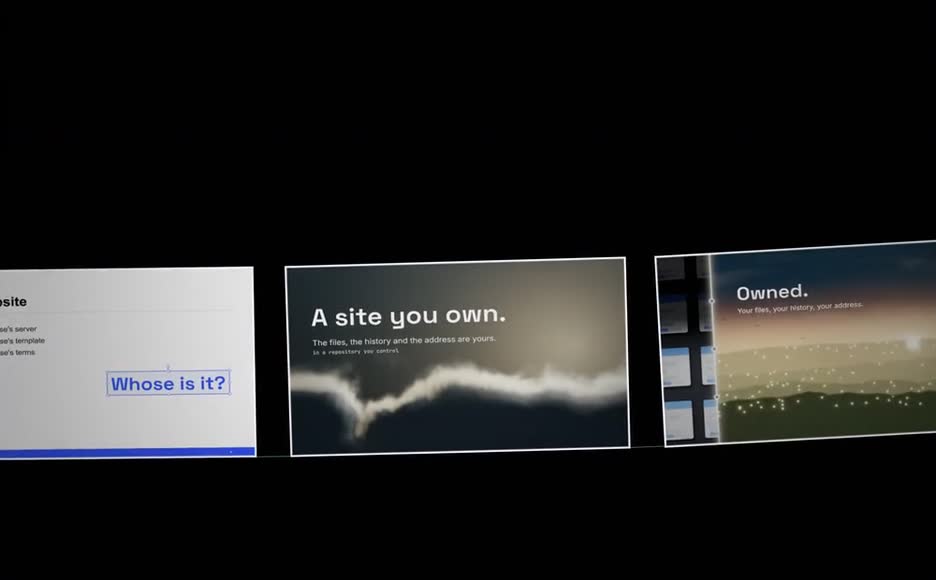 site
se's server
se's template
se's terms
Whose is it?
A site you own.
The files, the history and the address are yours.
in a repository you control
Owned.
Your files, your history, your address.